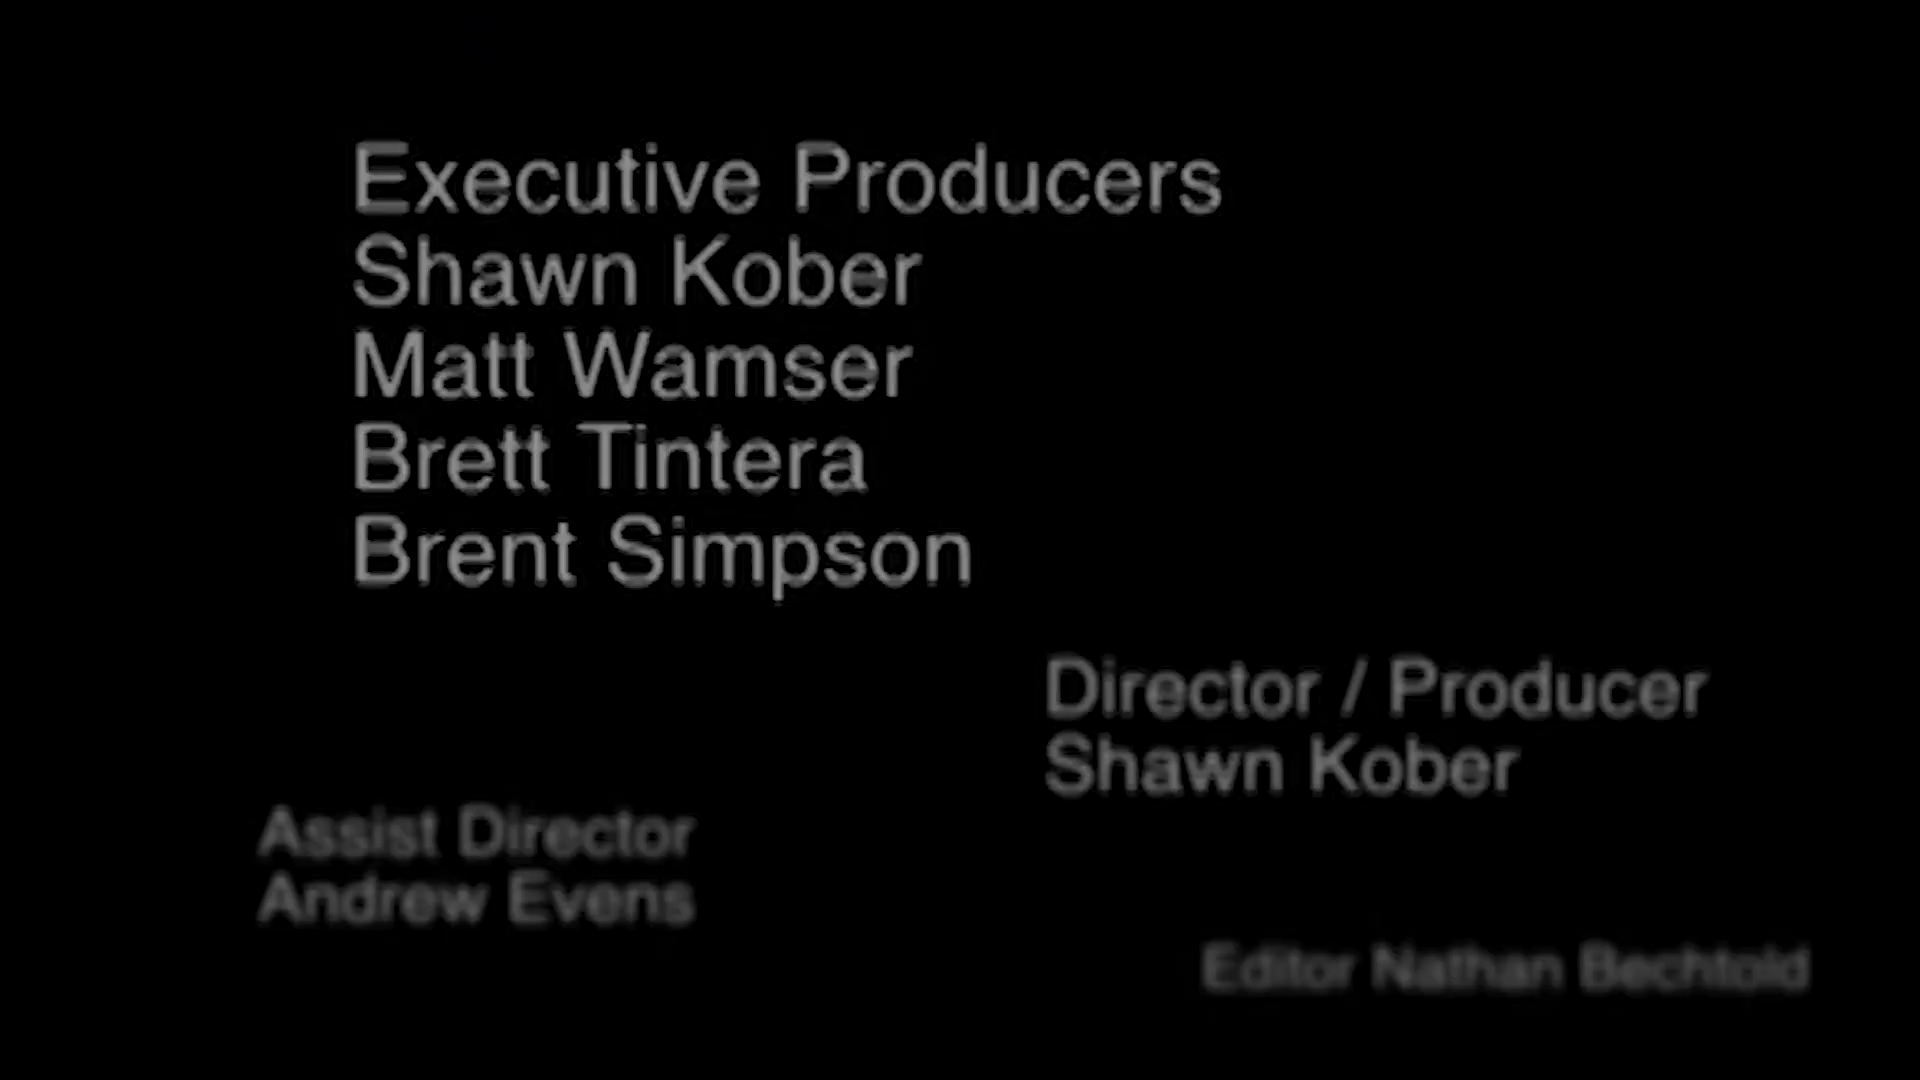 Executive Producers
Shawn Kober
Matt Wamser
Brett Tintera
Brent Simpson
Director / Producer
Shawn Kober
Assist Director
Andrew Evens
Editor Nathan Bechtold